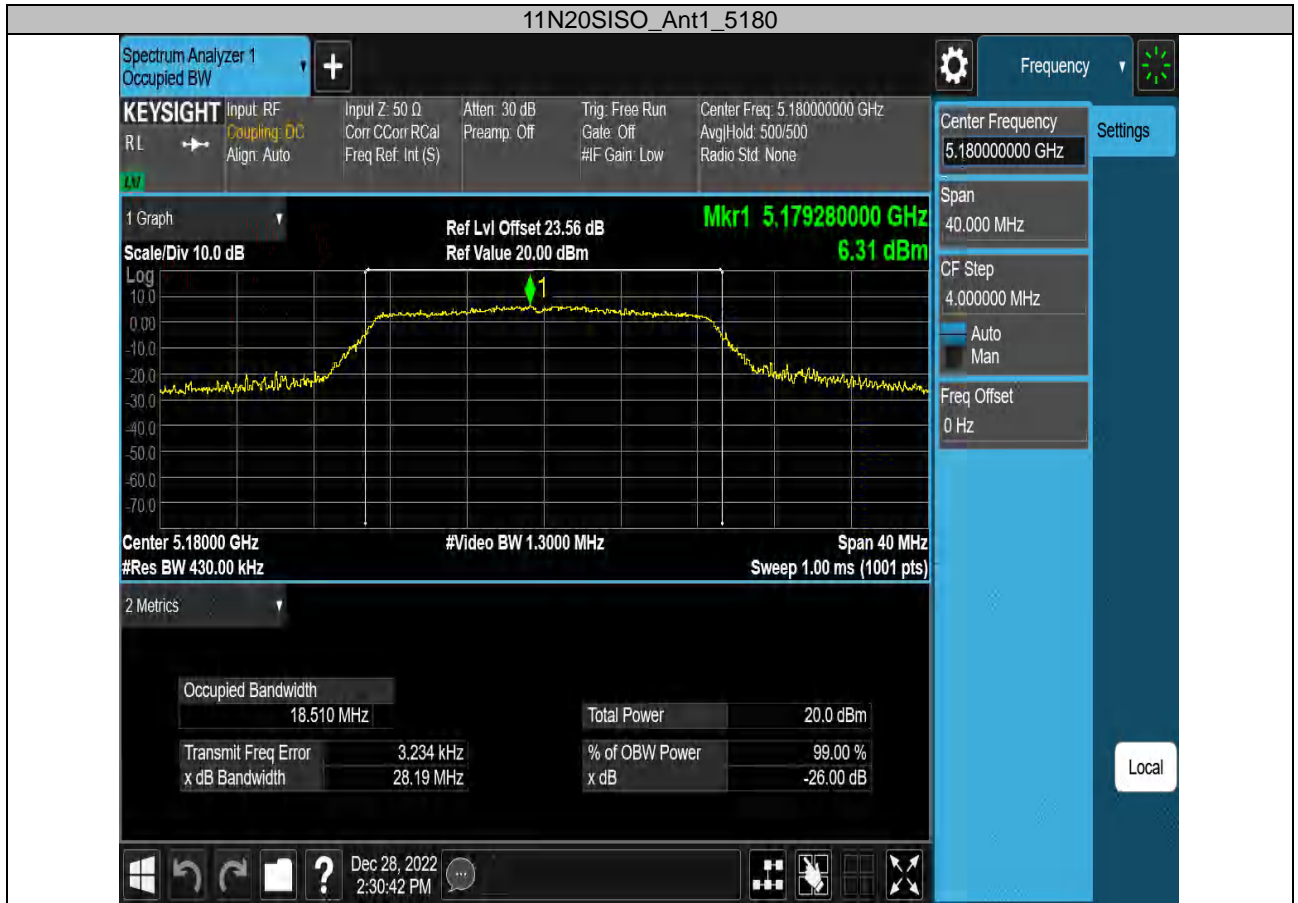 11N20SISO_Ant1_5180
Spectrum Analyzer 1
Occupied BW
Frequency
KEYSIGHT
RL
Input: RF
Coupling: DC
Align: Auto
Input Z: 50 Ω
Corr CCorr RCal
Freq Ref: Int (S)
Atten: 30 dB
Preamp: Off
Trig: Free Run
Gate: Off
#IF Gain: Low
Center Freq: 5.180000000 GHz
Avg|Hold: 500/500
Radio Std: None
Center Frequency
5.180000000 GHz
Settings
Span
40.000 MHz
CF Step
4.000000 MHz
Auto
Man
Freq Offset
0 Hz
1 Graph
Scale/Div 10.0 dB
Ref Lvl Offset 23.56 dB
Ref Value 20.00 dBm
Mkr1 5.179280000 GHz
6.31 dBm
Log
10.0
0.00
-10.0
-20.0
-30.0
-40.0
-50.0
-60.0
-70.0
1
Center 5.18000 GHz
#Video BW 1.3000 MHz
Span 40 MHz
#Res BW 430.00 kHz
Sweep 1.00 ms (1001 pts)
2 Metrics
Occupied Bandwidth
18.510 MHz
Total Power 20.0 dBm
Transmit Freq Error 3.234 kHz
% of OBW Power 99.00 %
x dB Bandwidth 28.19 MHz
x dB -26.00 dB
Local
Dec 28, 2022
2:30:42 PM